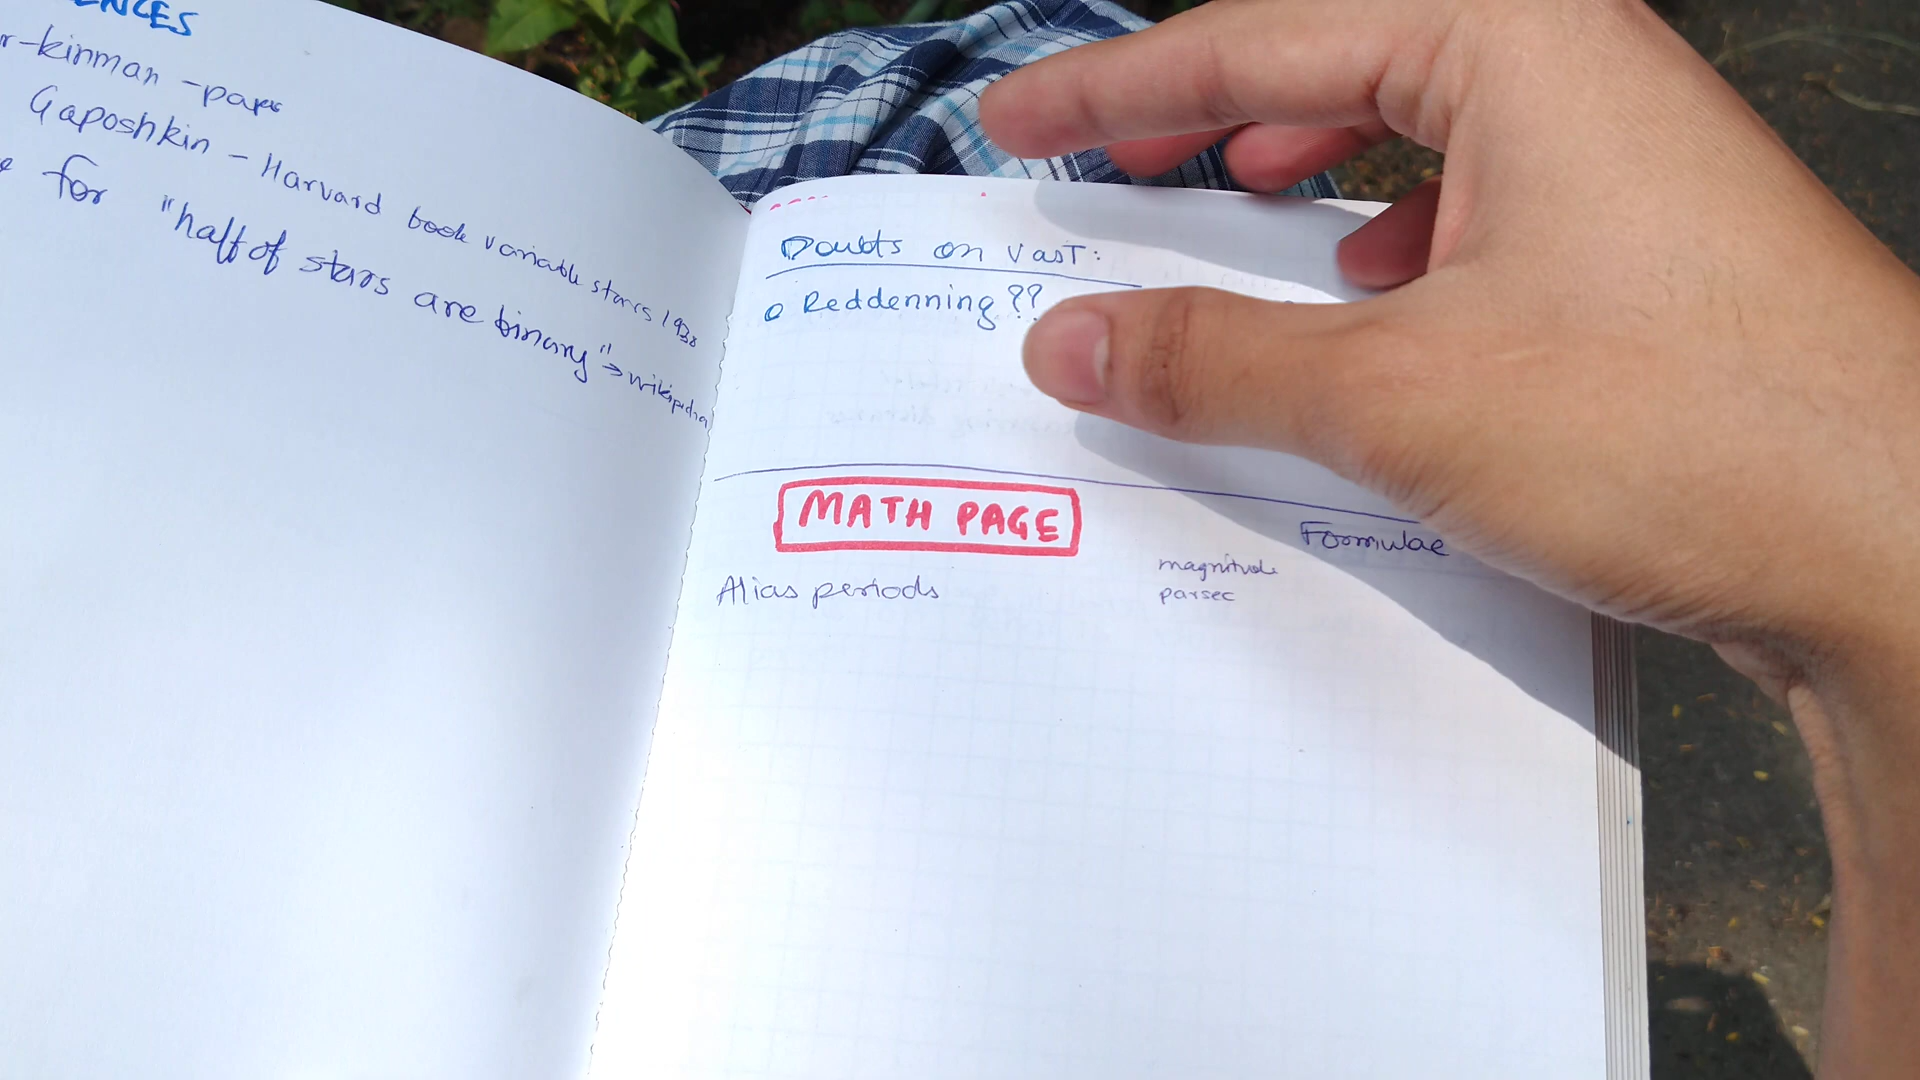 ENCES
r-kinman - paper
Gaposhkin - Harvard book variable stars 1938
e for "half of stars are binary" → wikipedia
Doubts on VaST:
o Reddenning??
MATH PAGE
Formulae
Alias periods
magnitude
parsec